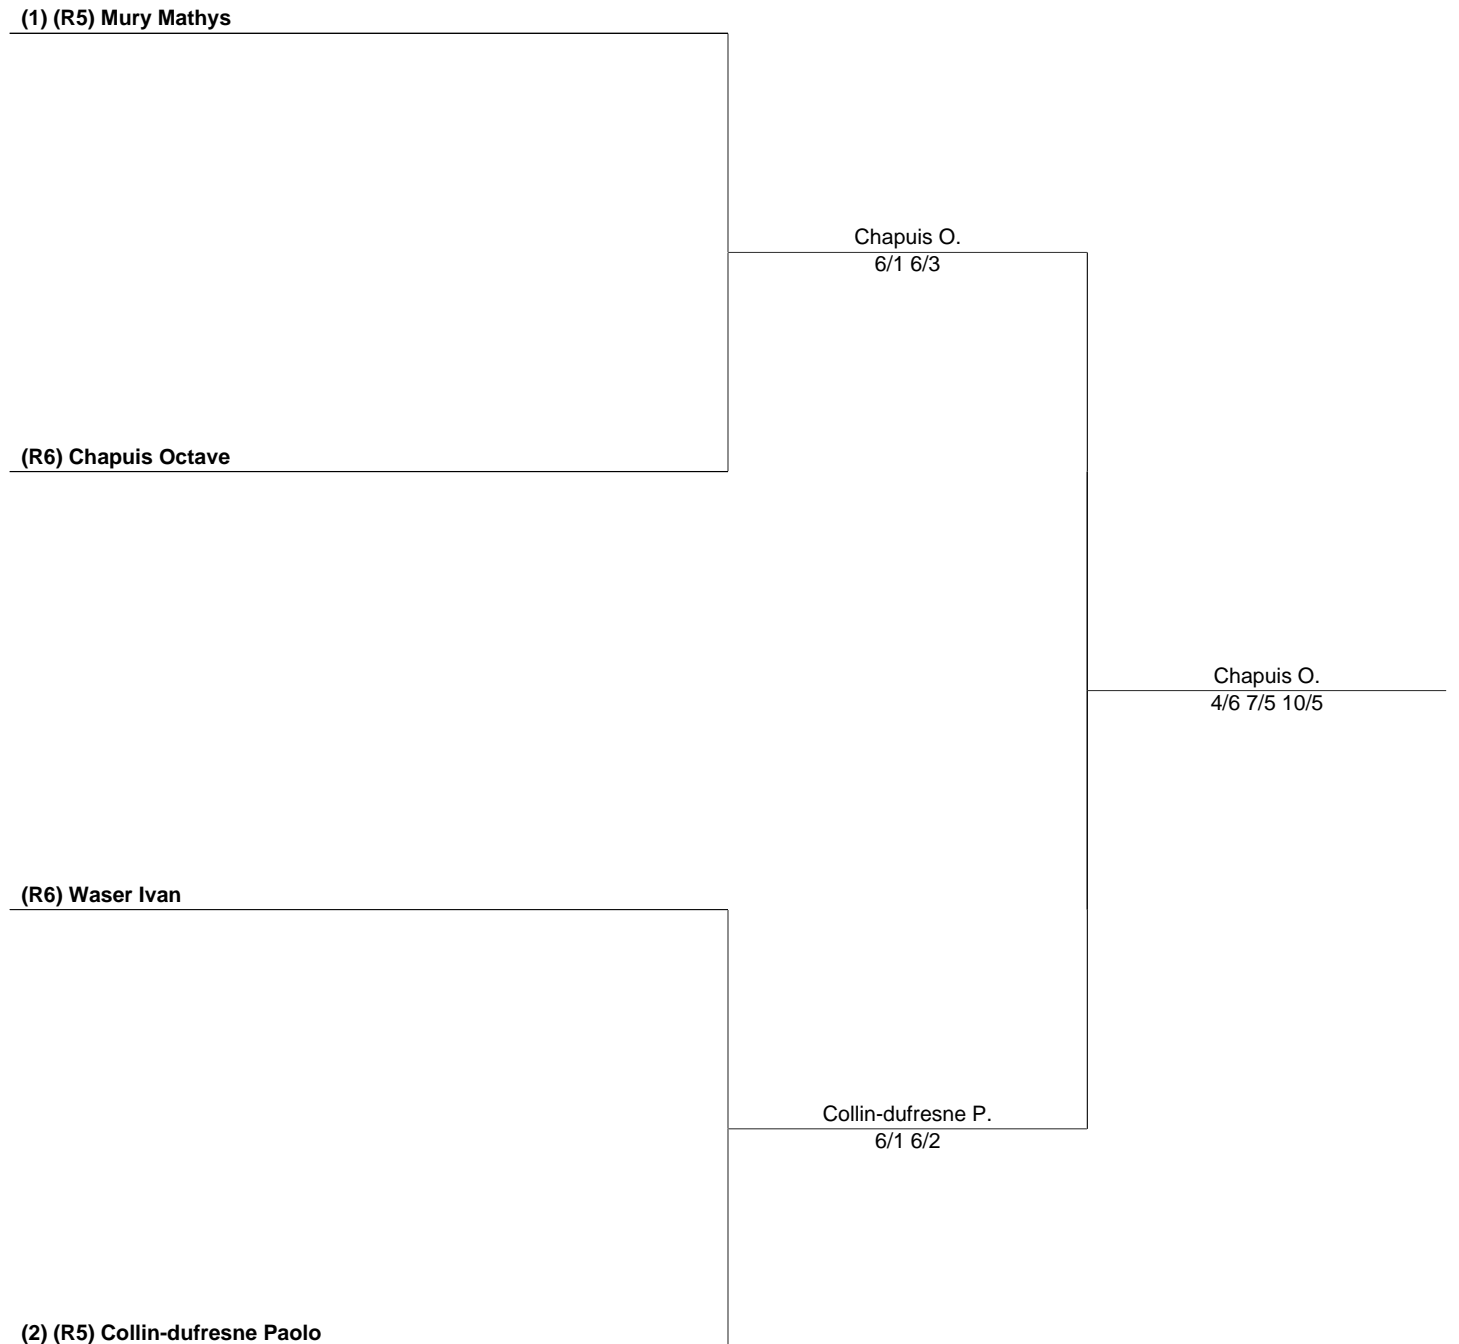 (1) (R5) Mury Mathys
Chapuis O.
6/1 6/3
(R6) Chapuis Octave
Chapuis O.
4/6 7/5 10/5
(R6) Waser Ivan
Collin-dufresne P.
6/1 6/2
(2) (R5) Collin-dufresne Paolo